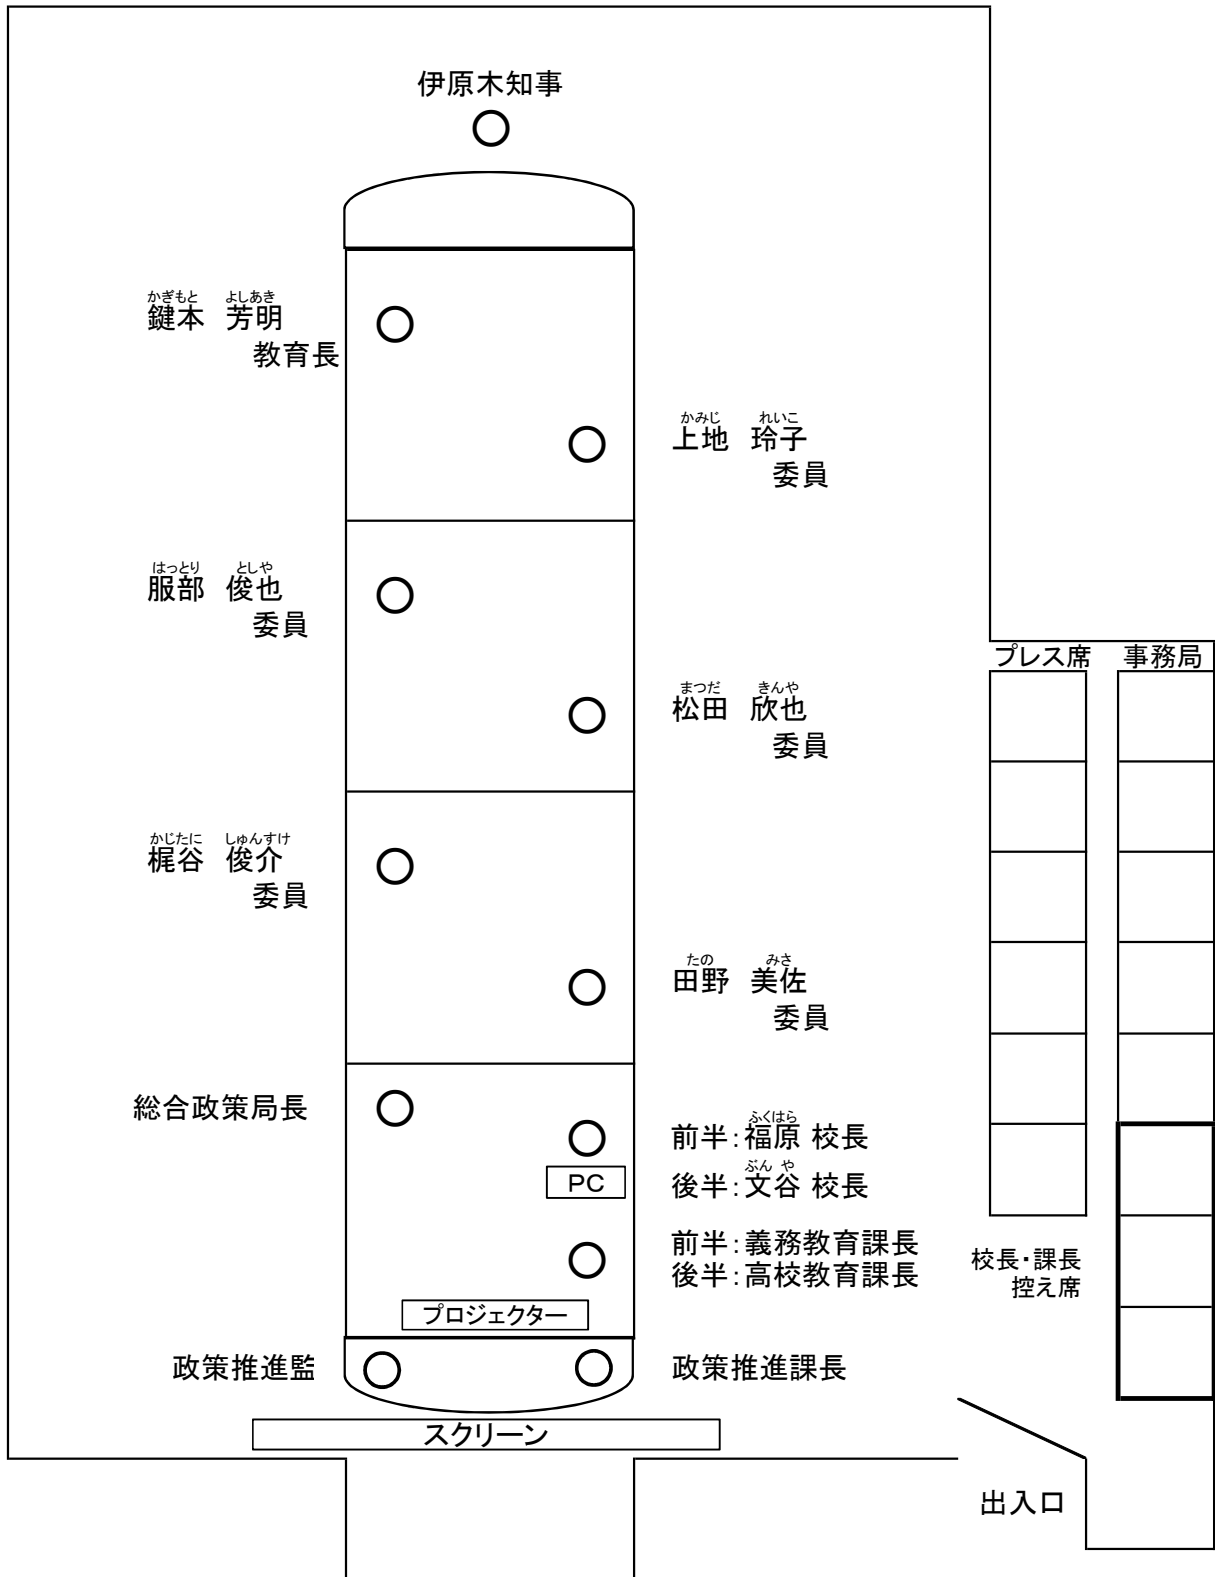 伊原木知事
かぎもと よしあき
鍵本 芳明
教育長
かみじ れいこ
上地 玲子
委員
はっとり としや
服部 俊也
委員
プレス席 事務局
まつだ きんや
松田 欣也
委員
かじたに しゅんすけ
梶谷 俊介
委員
たの みさ
田野 美佐
委員
総合政策局長
ふくはら
前半：福原 校長
PC
ぶん や
後半：文谷 校長
前半：義務教育課長
後半：高校教育課長
校長・課長
控え席
プロジェクター
政策推進監
政策推進課長
スクリーン
出入口